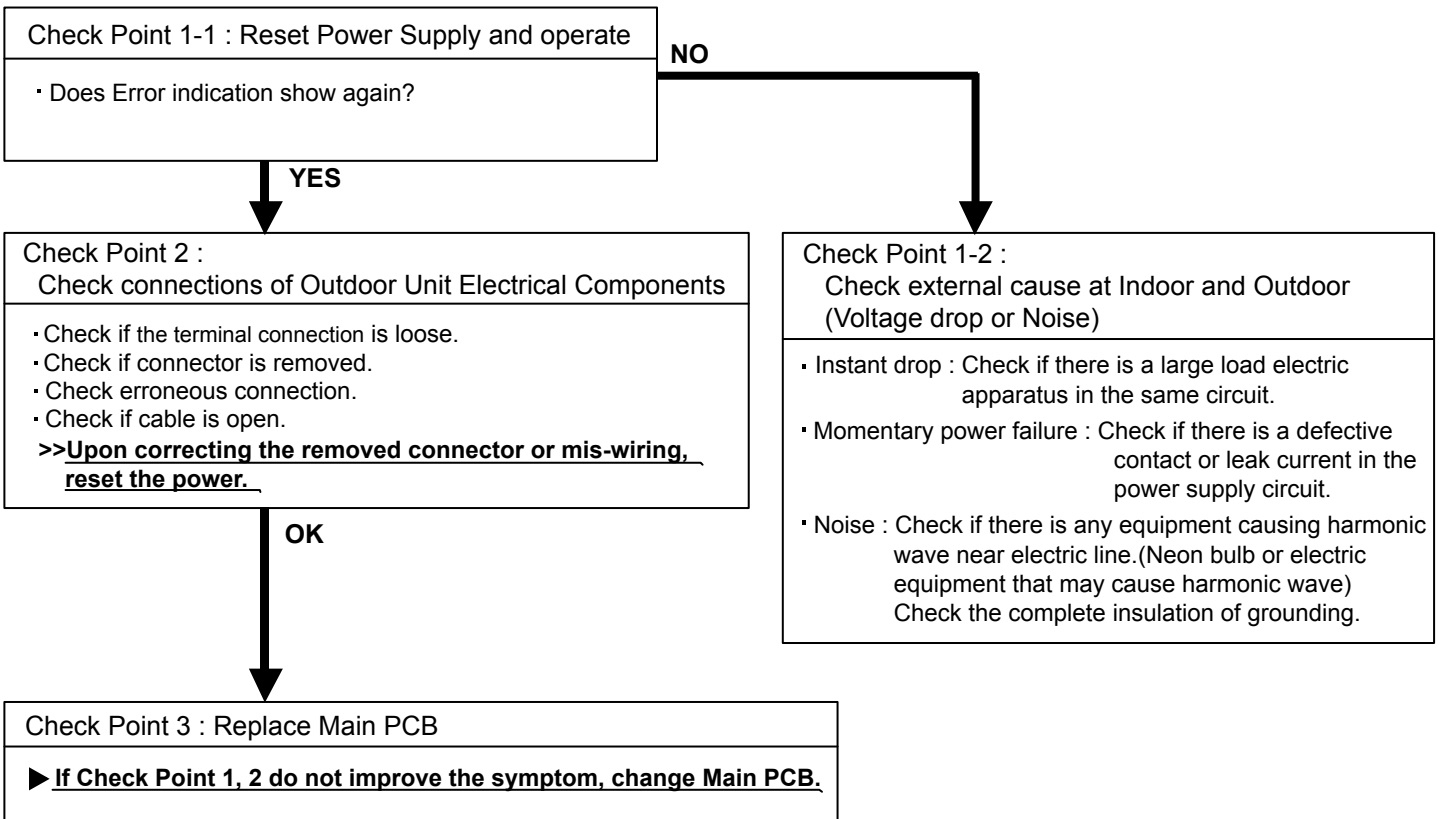 Check Point 1-1 : Reset Power Supply and operate
· Does Error indication show again?
NO
YES
Check Point 2 :
Check connections of Outdoor Unit Electrical Components
· Check if the terminal connection is loose.
· Check if connector is removed.
· Check erroneous connection.
· Check if cable is open.
>>Upon correcting the removed connector or mis-wiring,
reset the power.
OK
Check Point 1-2 :
Check external cause at Indoor and Outdoor
(Voltage drop or Noise)
· Instant drop : Check if there is a large load electric
apparatus in the same circuit.
· Momentary power failure : Check if there is a defective
contact or leak current in the
power supply circuit.
· Noise : Check if there is any equipment causing harmonic
wave near electric line.(Neon bulb or electric
equipment that may cause harmonic wave)
Check the complete insulation of grounding.
Check Point 3 : Replace Main PCB
▶ If Check Point 1, 2 do not improve the symptom, change Main PCB.